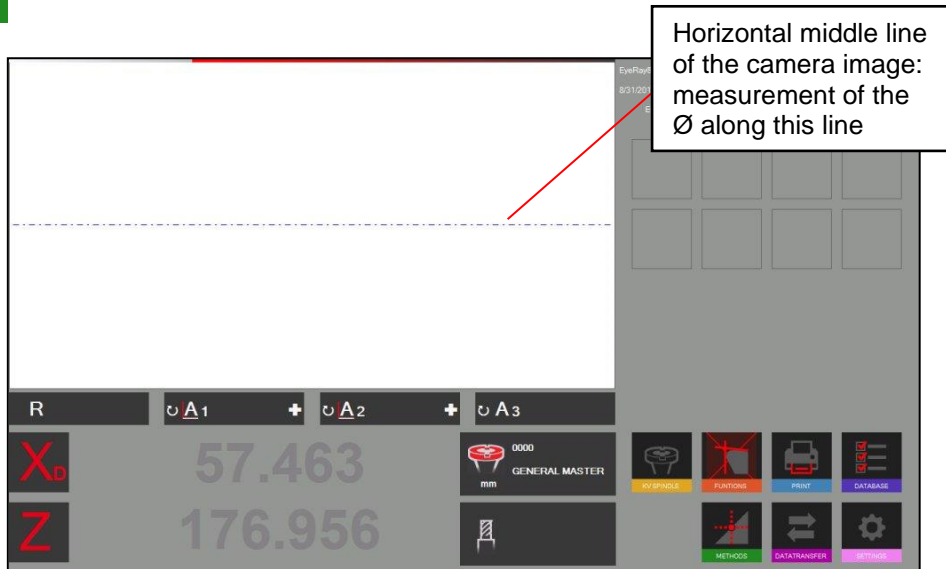 Horizontal middle line
of the camera image:
measurement of the
Ø along this line
8/31/201
R
A1
A2
A3
XD
57.463
0000
GENERAL MASTER
mm
Z
176.956
KV SPINDLE
FUNTIONS
PRINT
DATABASE
METHODS
DATATRANSFER
SETTINGS